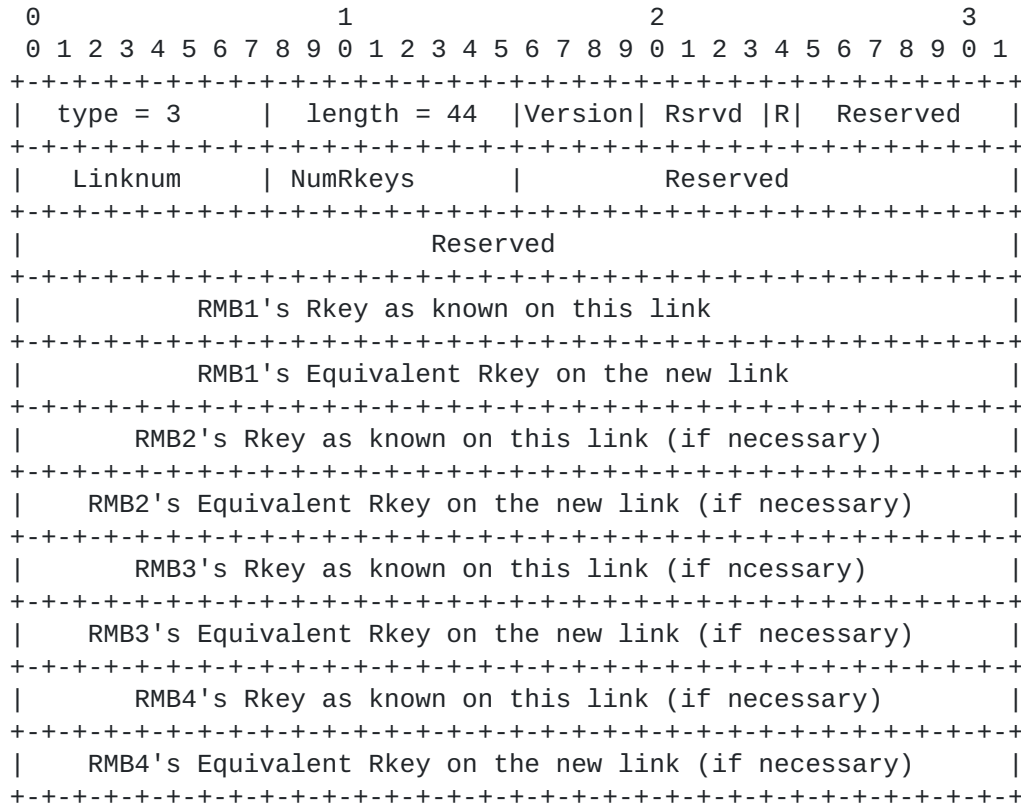 0                   1                   2                   3
 0 1 2 3 4 5 6 7 8 9 0 1 2 3 4 5 6 7 8 9 0 1 2 3 4 5 6 7 8 9 0 1
+-+-+-+-+-+-+-+-+-+-+-+-+-+-+-+-+-+-+-+-+-+-+-+-+-+-+-+-+-+-+-+-+
|  type = 3     |  length = 44  |Version| Rsrvd |R|  Reserved   |
+-+-+-+-+-+-+-+-+-+-+-+-+-+-+-+-+-+-+-+-+-+-+-+-+-+-+-+-+-+-+-+-+
|   Linknum     | NumRkeys      |         Reserved              |
+-+-+-+-+-+-+-+-+-+-+-+-+-+-+-+-+-+-+-+-+-+-+-+-+-+-+-+-+-+-+-+-+
|                          Reserved                             |
+-+-+-+-+-+-+-+-+-+-+-+-+-+-+-+-+-+-+-+-+-+-+-+-+-+-+-+-+-+-+-+-+
|           RMB1's Rkey as known on this link                   |
+-+-+-+-+-+-+-+-+-+-+-+-+-+-+-+-+-+-+-+-+-+-+-+-+-+-+-+-+-+-+-+-+
|           RMB1's Equivalent Rkey on the new link              |
+-+-+-+-+-+-+-+-+-+-+-+-+-+-+-+-+-+-+-+-+-+-+-+-+-+-+-+-+-+-+-+-+
|       RMB2's Rkey as known on this link (if necessary)        |
+-+-+-+-+-+-+-+-+-+-+-+-+-+-+-+-+-+-+-+-+-+-+-+-+-+-+-+-+-+-+-+-+
|    RMB2's Equivalent Rkey on the new link (if necessary)      |
+-+-+-+-+-+-+-+-+-+-+-+-+-+-+-+-+-+-+-+-+-+-+-+-+-+-+-+-+-+-+-+-+
|       RMB3's Rkey as known on this link (if ncessary)         |
+-+-+-+-+-+-+-+-+-+-+-+-+-+-+-+-+-+-+-+-+-+-+-+-+-+-+-+-+-+-+-+-+
|    RMB3's Equivalent Rkey on the new link (if necessary)      |
+-+-+-+-+-+-+-+-+-+-+-+-+-+-+-+-+-+-+-+-+-+-+-+-+-+-+-+-+-+-+-+-+
|       RMB4's Rkey as known on this link (if necessary)        |
+-+-+-+-+-+-+-+-+-+-+-+-+-+-+-+-+-+-+-+-+-+-+-+-+-+-+-+-+-+-+-+-+
|    RMB4's Equivalent Rkey on the new link (if necessary)      |
+-+-+-+-+-+-+-+-+-+-+-+-+-+-+-+-+-+-+-+-+-+-+-+-+-+-+-+-+-+-+-+-+